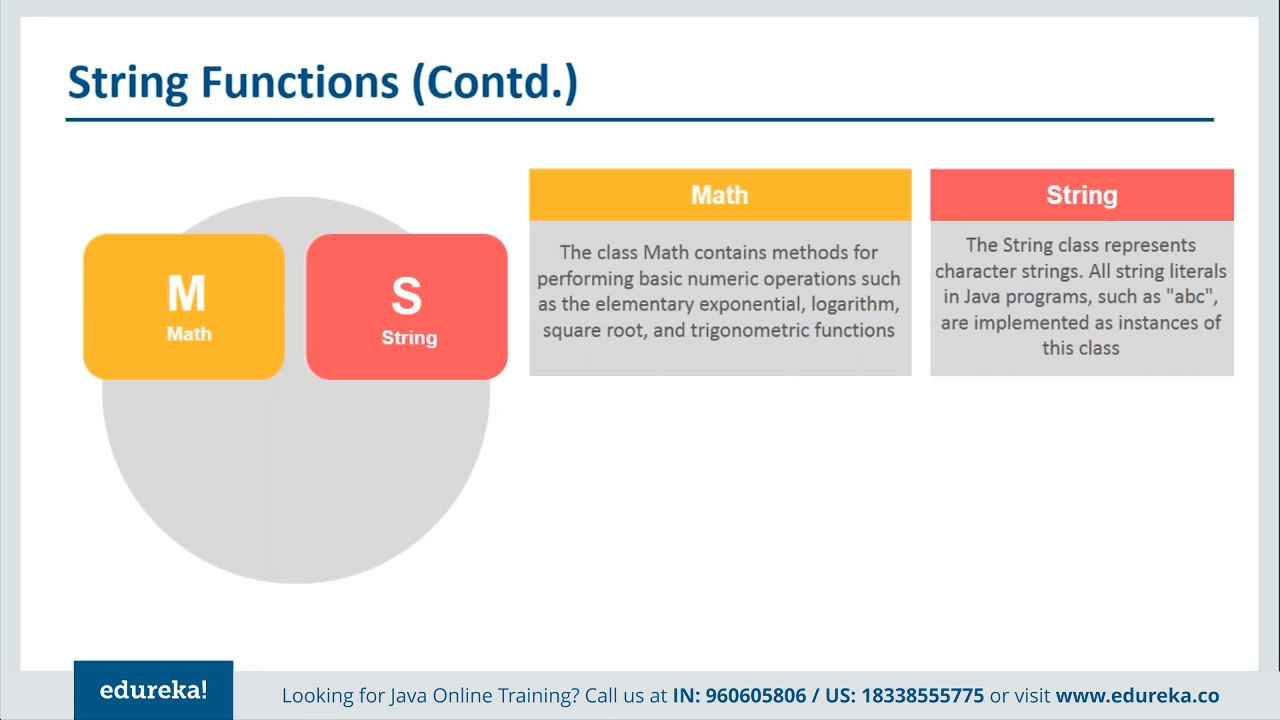 String Functions (Contd.)
M
Math
S
String
Math
The class Math contains methods for
performing basic numeric operations such
as the elementary exponential, logarithm,
square root, and trigonometric functions
String
The String class represents
character strings. All string literals
in Java programs, such as "abc",
are implemented as instances of
this class
edureka!
Looking for Java Online Training? Call us at IN: 960605806 / US: 18338555775 or visit www.edureka.co